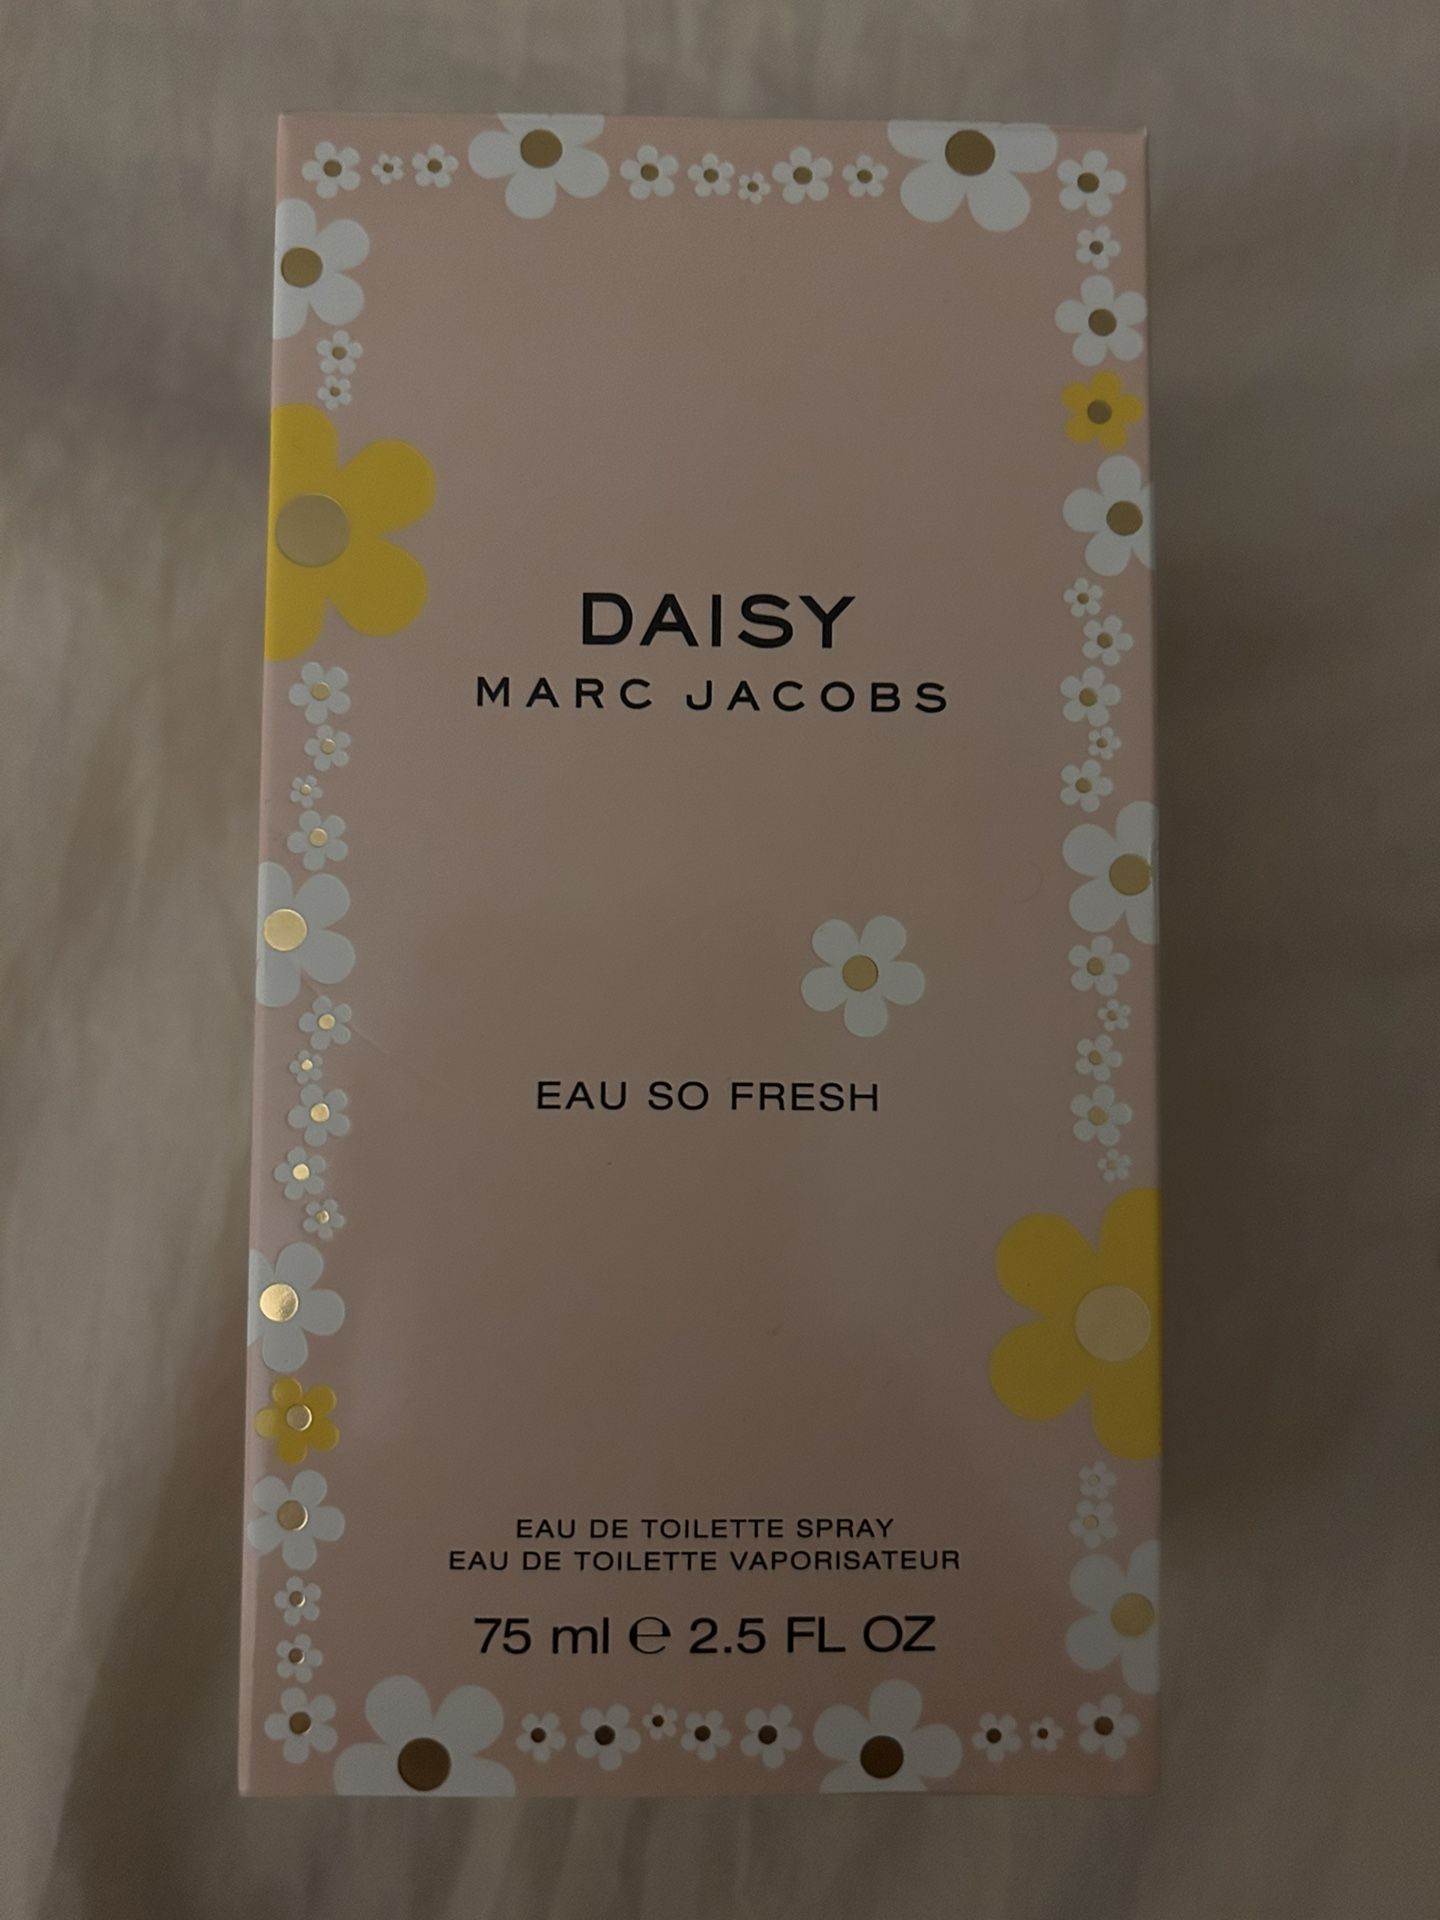 DAISY
MARC JACOBS
EAU SO FRESH
EAU DE TOILETTE SPRAY
EAU DE TOILETTE VAPORISATEUR
75 ml ℮ 2.5 FL OZ